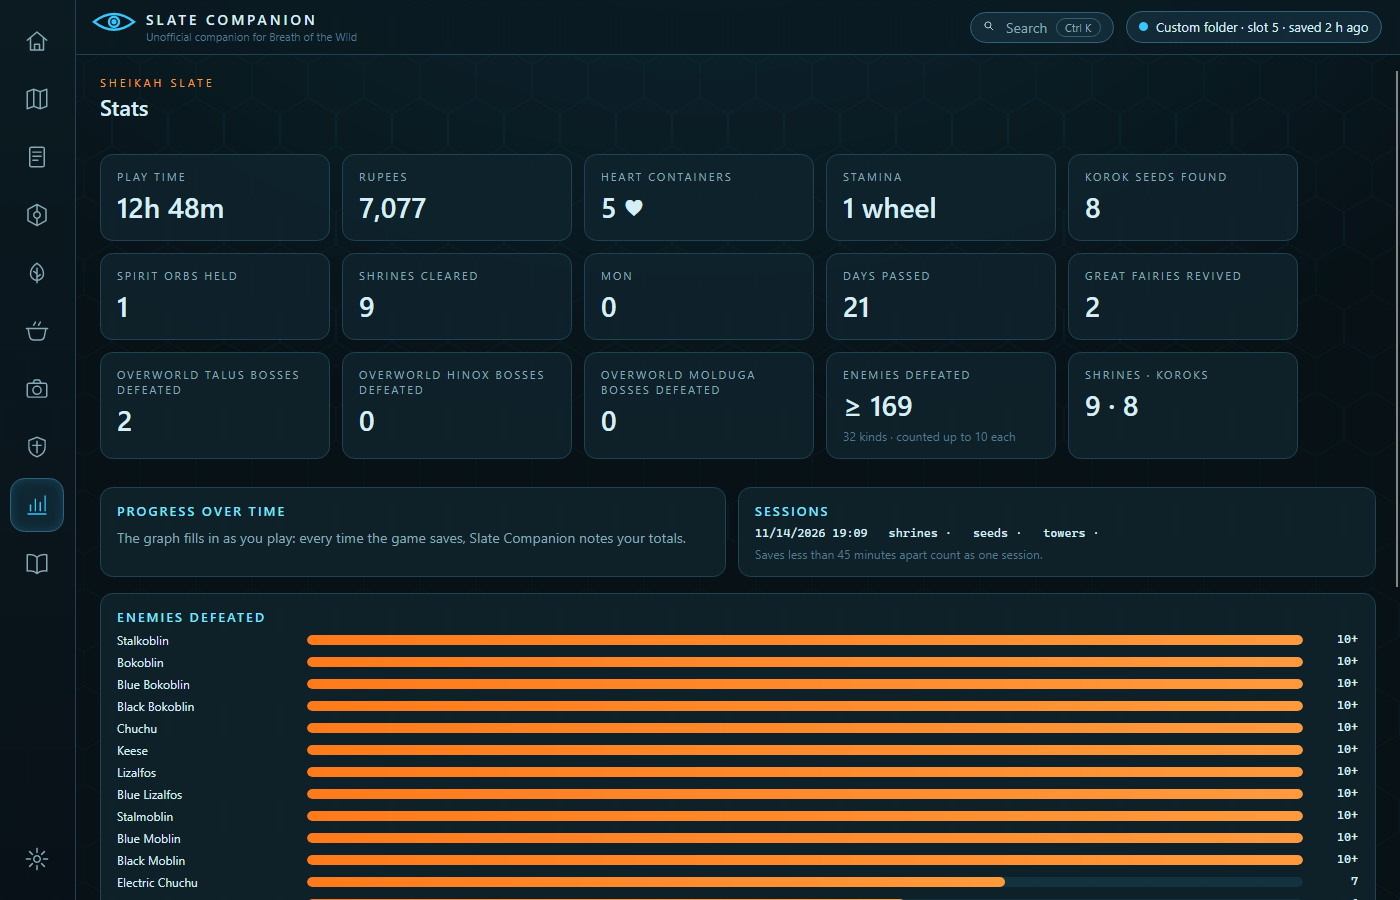 SLATE COMPANION
Unofficial companion for Breath of the Wild
Search Ctrl K
Custom folder · slot 5 · saved 2 h ago
SHEIKAH SLATE
Stats
PLAY TIME
12h 48m
RUPEES
7,077
HEART CONTAINERS
5 ♥
STAMINA
1 wheel
KOROK SEEDS FOUND
8
SPIRIT ORBS HELD
1
SHRINES CLEARED
9
MON
0
DAYS PASSED
21
GREAT FAIRIES REVIVED
2
OVERWORLD TALUS BOSSES
DEFEATED
2
OVERWORLD HINOX BOSSES
DEFEATED
0
OVERWORLD MOLDUGA
BOSSES DEFEATED
0
ENEMIES DEFEATED
≥ 169
32 kinds · counted up to 10 each
SHRINES · KOROKS
9 · 8
PROGRESS OVER TIME
The graph fills in as you play: every time the game saves, Slate Companion notes your totals.
SESSIONS
11/14/2026 19:09 shrines · seeds · towers ·
Saves less than 45 minutes apart count as one session.
ENEMIES DEFEATED
Stalkoblin 10+
Bokoblin 10+
Blue Bokoblin 10+
Black Bokoblin 10+
Chuchu 10+
Keese 10+
Lizalfos 10+
Blue Lizalfos 10+
Stalmoblin 10+
Blue Moblin 10+
Black Moblin 10+
Electric Chuchu 7